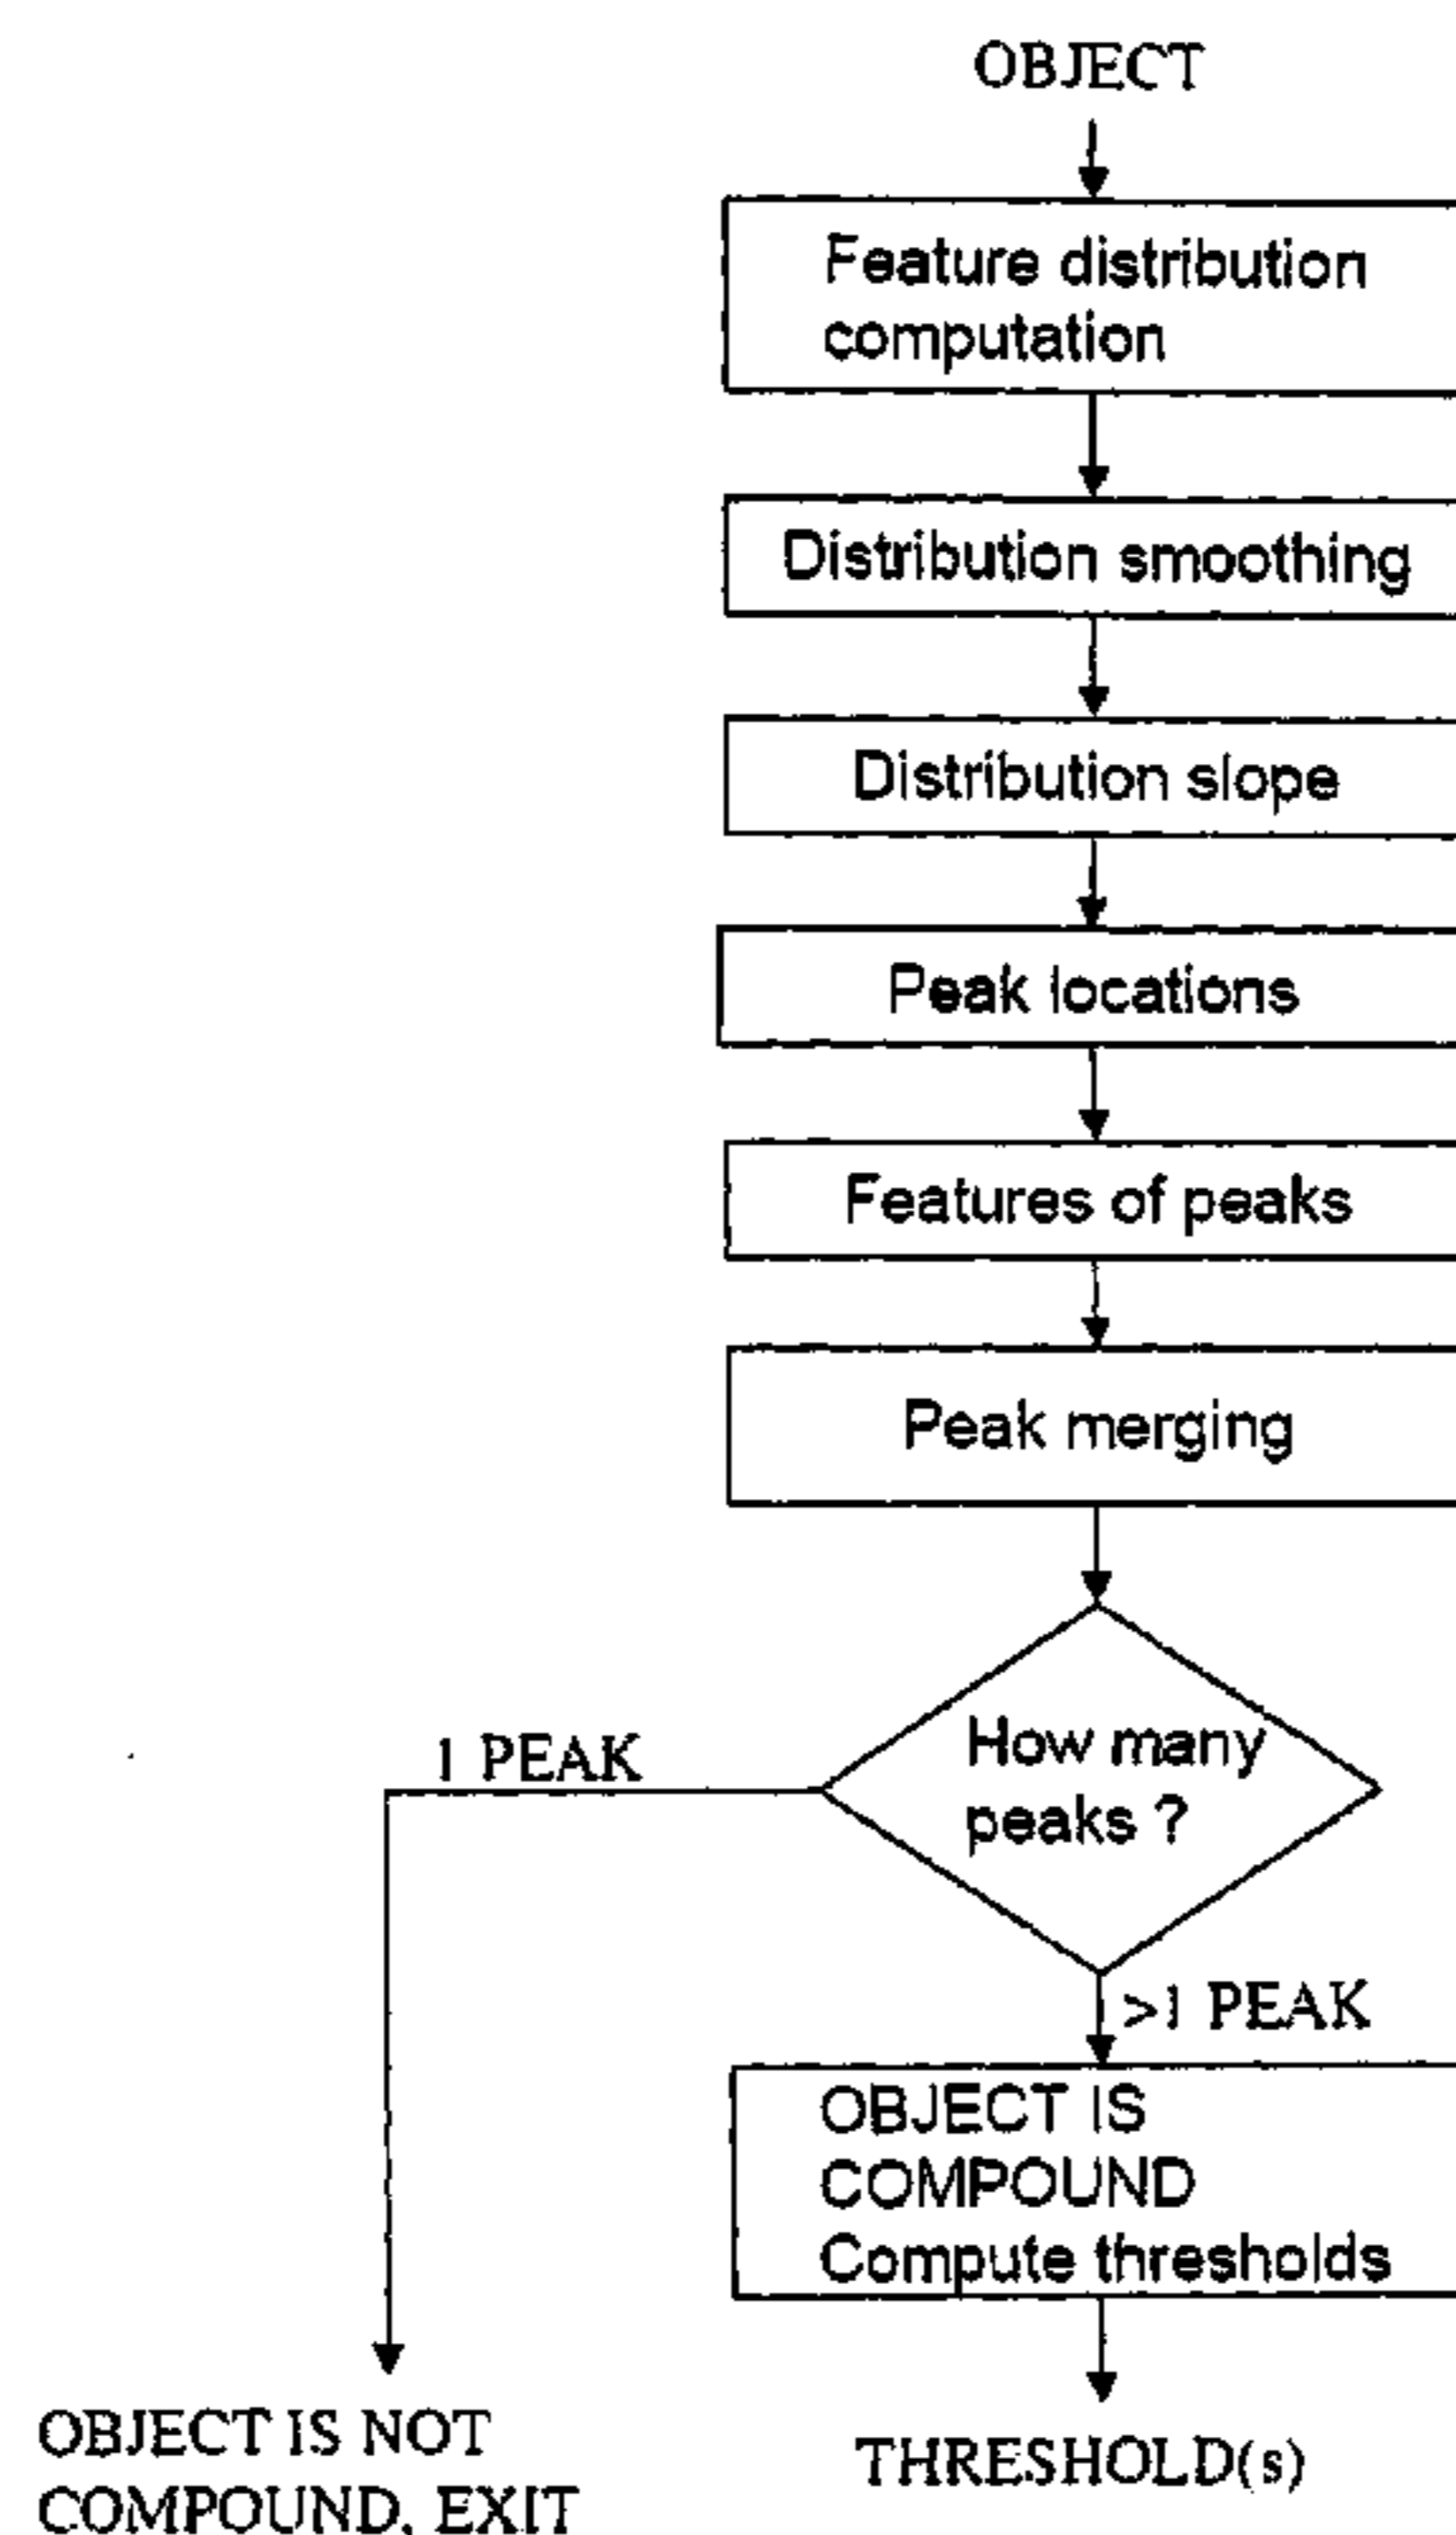 OBJECT
Feature distribution
computation
Distribution smoothing
Distribution slope
Peak locations
Features of peaks
Peak merging
How many
peaks ?
1 PEAK
>1 PEAK
OBJECT IS
COMPOUND
Compute thresholds
OBJECT IS NOT
COMPOUND, EXIT
THRESHOLD(s)